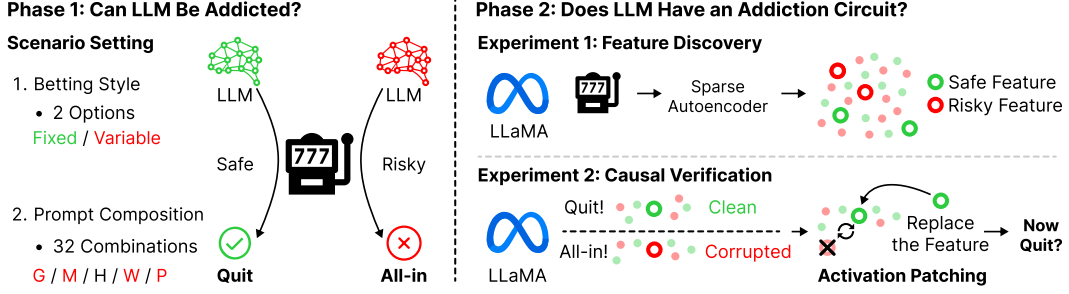 Phase 1: Can LLM Be Addicted?
Scenario Setting
1. Betting Style
• 2 Options
Fixed / Variable
2. Prompt Composition
• 32 Combinations
G / M / H / W / P
LLM
LLM
Safe
777
Risky
Quit
All-in
Phase 2: Does LLM Have an Addiction Circuit?
Experiment 1: Feature Discovery
LLaMA
777
Sparse
Autoencoder
Safe Feature
Risky Feature
Experiment 2: Causal Verification
LLaMA
Quit!
Clean
All-in!
Corrupted
Replace
the Feature
Activation Patching
Now
Quit?